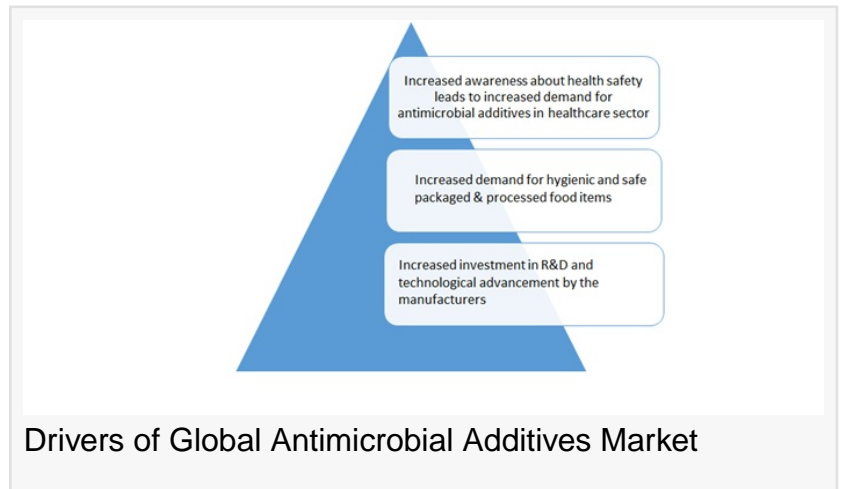 Increased awareness about health safety
leads to increased demand for
antimicrobial additives in healthcare sector
Increased demand for hygienic and safe
packaged & processed food items
Increased investment in R&D and
technological advancement by the
manufacturers
Drivers of Global Antimicrobial Additives Market